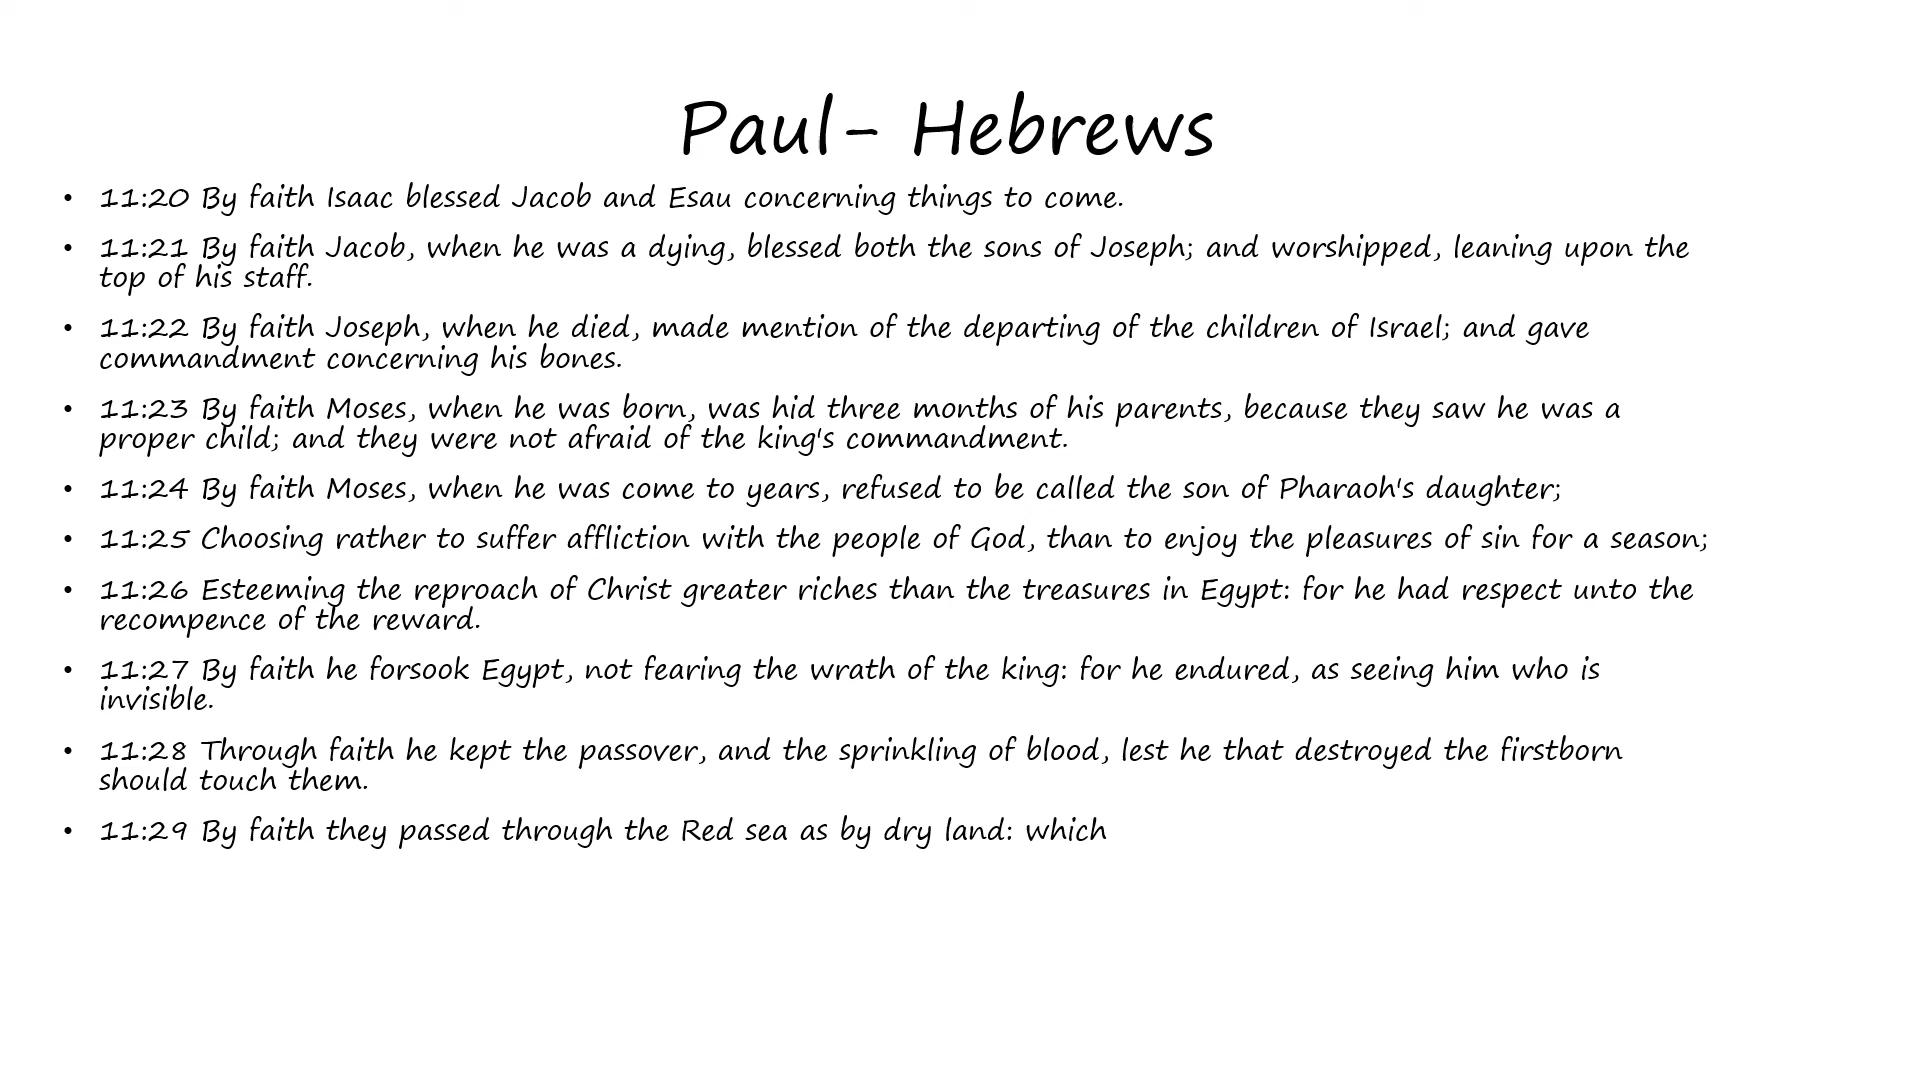 Paul- Hebrews
• 11:20 By faith Isaac blessed Jacob and Esau concerning things to come.
• 11:21 By faith Jacob, when he was a dying, blessed both the sons of Joseph; and worshipped, leaning upon the
top of his staff.
• 11:22 By faith Joseph, when he died, made mention of the departing of the children of Israel; and gave
commandment concerning his bones.
• 11:23 By faith Moses, when he was born, was hid three months of his parents, because they saw he was a
proper child; and they were not afraid of the king's commandment.
• 11:24 By faith Moses, when he was come to years, refused to be called the son of Pharaoh's daughter;
• 11:25 Choosing rather to suffer affliction with the people of God, than to enjoy the pleasures of sin for a season;
• 11:26 Esteeming the reproach of Christ greater riches than the treasures in Egypt: for he had respect unto the
recompence of the reward.
• 11:27 By faith he forsook Egypt, not fearing the wrath of the king: for he endured, as seeing him who is
invisible.
• 11:28 Through faith he kept the passover, and the sprinkling of blood, lest he that destroyed the firstborn
should touch them.
• 11:29 By faith they passed through the Red sea as by dry land: which